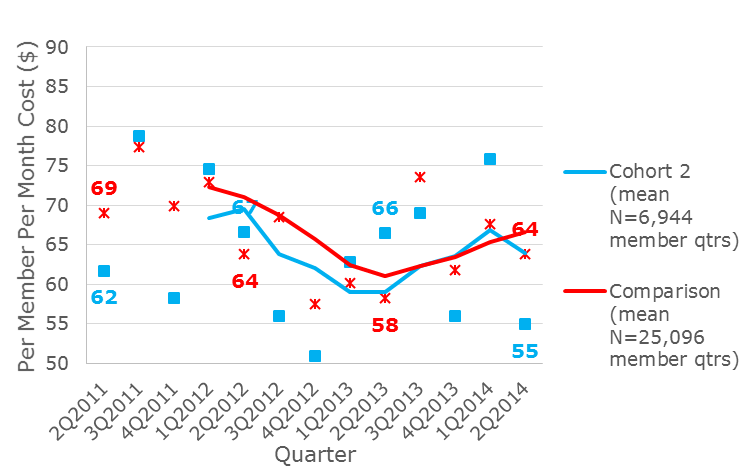 Per Member Per Month Cost ($)
90
85
80
75
70
65
60
55
50
69
62
67
64
66
58
64
55
2Q2011
3Q2011
4Q2011
1Q2012
2Q2012
3Q2012
4Q2012
1Q2013
2Q2013
3Q2013
4Q2013
1Q2014
2Q2014
Quarter
Cohort 2
(mean
N=6,944
member qtrs)
Comparison
(mean
N=25,096
member qtrs)